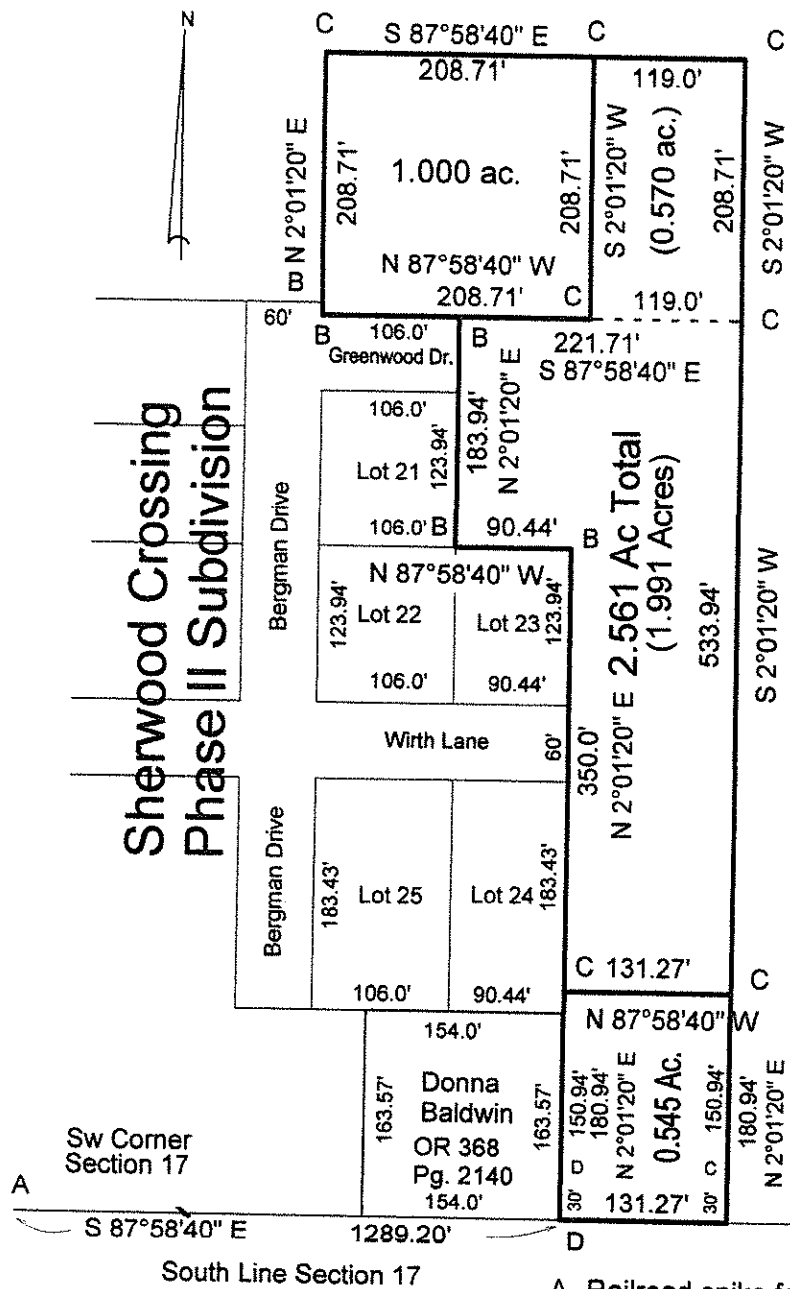 N
C
S 87°58'40" E
C
C
208.71'
119.0'
N 2°01'20" E
208.71'
1.000 ac.
208.71'
S 2°01'20" W
(0.570 ac.)
208.71'
S 2°01'20" W
N 87°58'40" W
B
208.71'
C
119.0'
C
60'
B
106.0'
B
221.71'
Greenwood Dr.
S 87°58'40" E
106.0'
183.94'
N 2°01'20" E
Lot 21
123.94'
106.0'
B
90.44'
B
Sherwood Crossing
Phase II Subdivision
Bergman Drive
N 87°58'40" W
123.94'
Lot 22
Lot 23
123.94'
106.0'
90.44'
2.561 Ac Total
(1.991 Acres)
533.94'
S 2°01'20" W
Wirth Lane
60'
350.0'
N 2°01'20" E
Bergman Drive
183.43'
Lot 25
Lot 24
183.43'
106.0'
90.44'
C
131.27'
C
N 87°58'40" W
154.0'
163.57'
Donna
Baldwin
OR 368
Pg. 2140
163.57'
154.0'
150.94'
180.94'
N 2°01'20" E
0.545 Ac.
150.94'
180.94'
N 2°01'20" E
D
C
30'
131.27'
30'
Sw Corner
Section 17
A
S 87°58'40" E
1289.20'
D
South Line Section 17